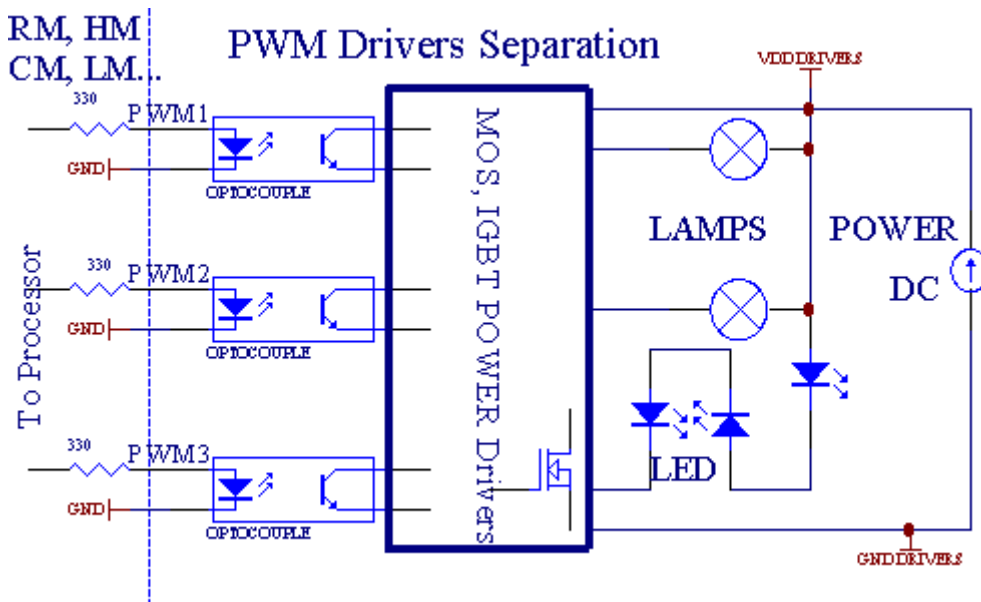 RM, HM
CM, LM...
PWM Drivers Separation
VDDDRIVERS
330
PWM1
GND
OPTOCOUPLE
330
PWM2
GND
OPTOCOUPLE
330
PWM3
GND
OPTOCOUPLE
To Processor
MOS, IGBT POWER Drivers
LAMPS
POWER
DC
LED
GNDDRIVERS